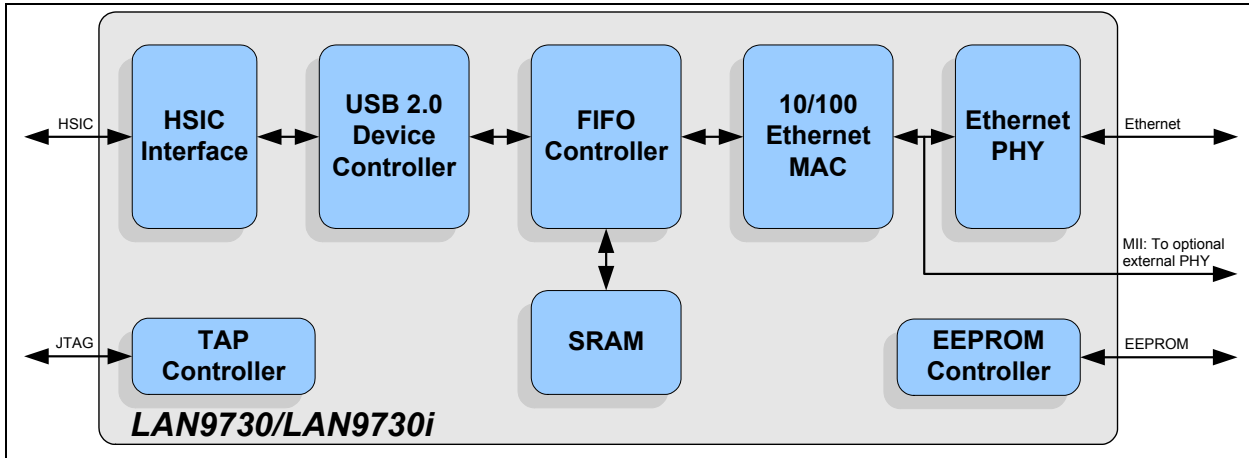 HSIC
HSIC
Interface
USB 2.0
Device
Controller
FIFO
Controller
10/100
Ethernet
MAC
Ethernet
PHY
Ethernet
MII: To optional
external PHY
SRAM
JTAG
TAP
Controller
EEPROM
Controller
EEPROM
LAN9730/LAN9730i